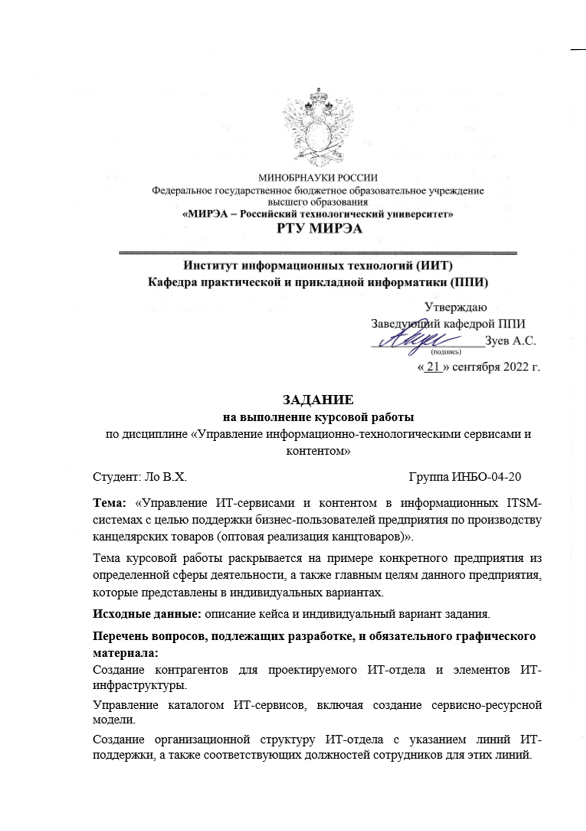 МИНОБРНАУКИ РОССИИ
Федеральное государственное бюджетное образовательное учреждение
высшего образования
«МИРЭА – Российский технологический университет»
РТУ МИРЭА
Институт информационных технологий (ИИТ)
Кафедра практической и прикладной информатики (ППИ)
Утверждаю
Заведующий кафедрой ППИ
Зуев А.С.
(подпись)
« 21 » сентября 2022 г.
ЗАДАНИЕ
на выполнение курсовой работы
по дисциплине «Управление информационно-технологическими сервисами и
контентом»
Студент: Ло В.Х. Группа ИНБО-04-20
Тема: «Управление ИТ-сервисами и контентом в информационных ITSM-
системах с целью поддержки бизнес-пользователей предприятия по производству
канцелярских товаров (оптовая реализация канцтоваров)».
Тема курсовой работы раскрывается на примере конкретного предприятия из
определенной сферы деятельности, а также главным целям данного предприятия,
которые представлены в индивидуальных вариантах.
Исходные данные: описание кейса и индивидуальный вариант задания.
Перечень вопросов, подлежащих разработке, и обязательного графического
материала:
Создание контрагентов для проектируемого ИТ-отдела и элементов ИТ-
инфраструктуры.
Управление каталогом ИТ-сервисов, включая создание сервисно-ресурсной
модели.
Создание организационной структуру ИТ-отдела с указанием линий ИТ-
поддержки, а также соответствующих должностей сотрудников для этих линий.